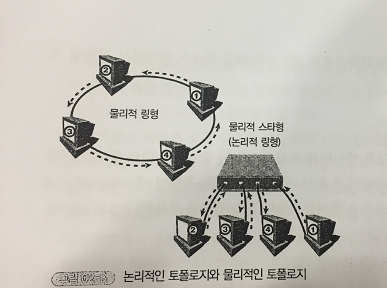 ②
①
물리적 링형
③
④
물리적 스타형
(논리적 링형)
② ③ ④ ①
논리적인 토폴로지와 물리적인 토폴로지